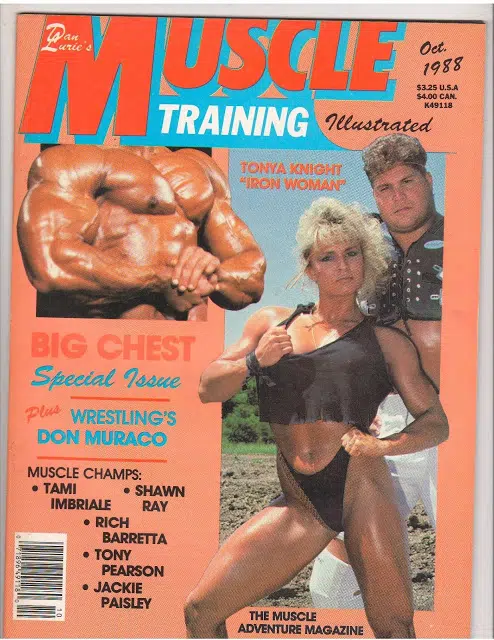 Dan
Lurie's
MUSCLE
TRAINING
Illustrated
Oct.
1988
$3.25 U.S.A
$4.00 CAN.
K49118
TONYA KNIGHT
"IRON WOMAN"
BIG CHEST
Special Issue
Plus WRESTLING'S
DON MURACO
MUSCLE CHAMPS:
• TAMI
IMBRIALE
• SHAWN
RAY
• RICH
BARRETTA
• TONY
PEARSON
• JACKIE
PAISLEY
10
THE MUSCLE
ADVENTURE MAGAZINE